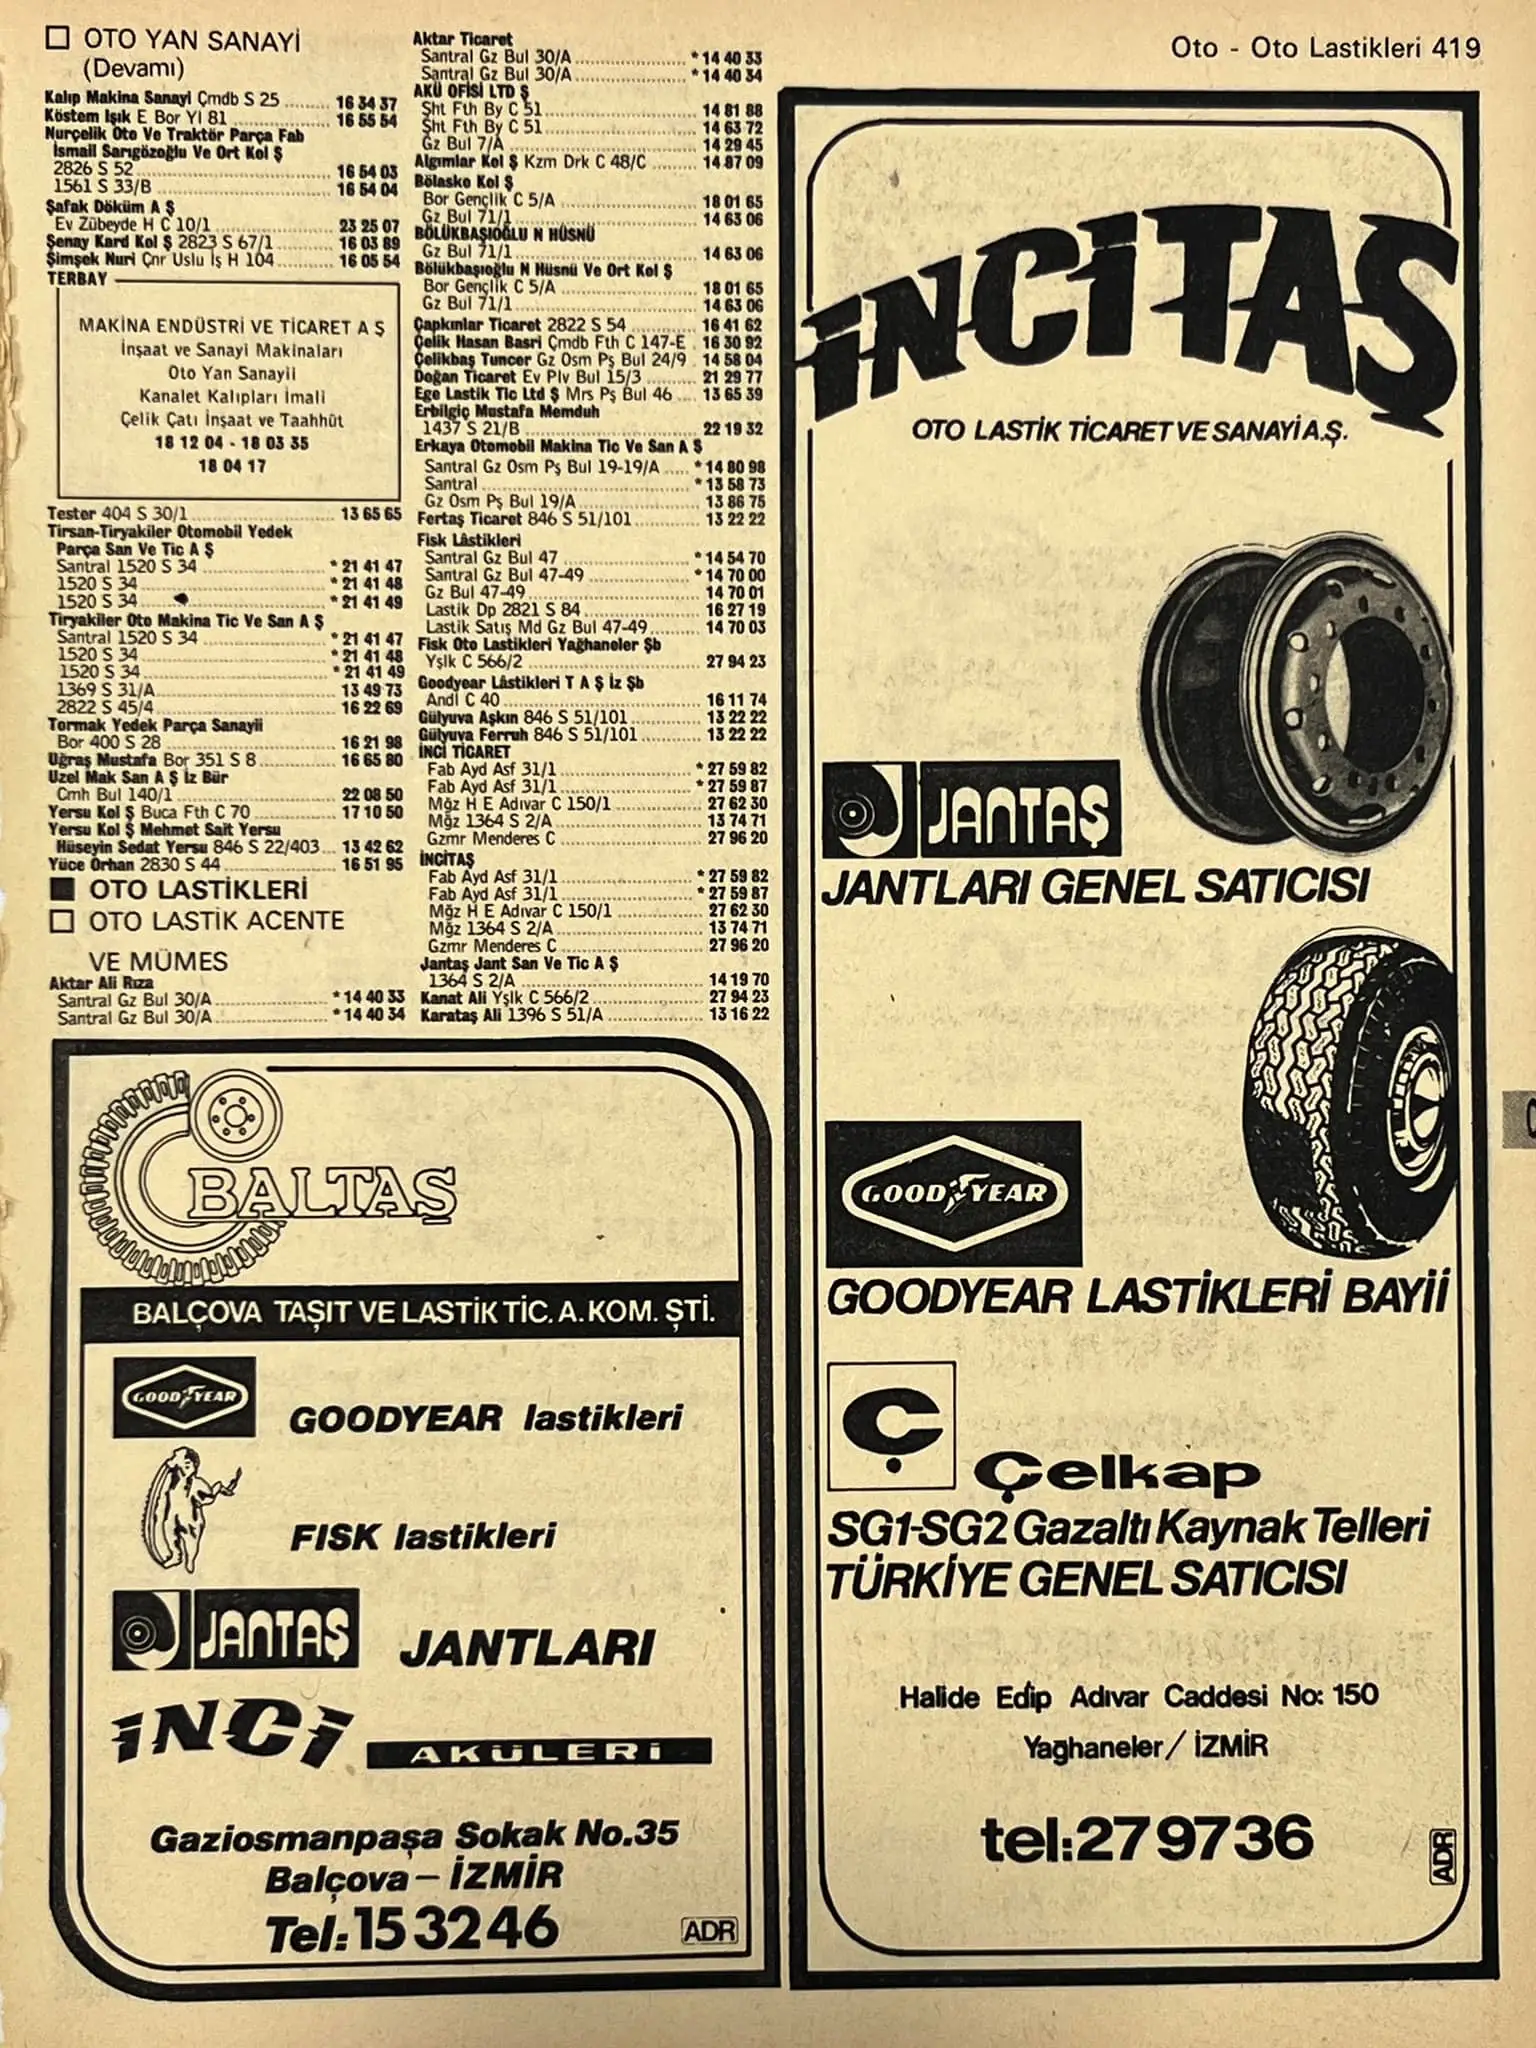 Oto - Oto Lastikleri 419
□ OTO YAN SANAYİ
(Devamı)
Kalıp Makina Sanayi Çmdb S 25 16 34 37
Köstem Işık E Bor Yl 81 16 55 54
Nurçelik Oto Ve Traktör Parça Fab
İsmail Sarıgözoğlu Ve Ort Kol Ş
2826 S 52 16 54 03
1561 S 33/B 16 54 04
Şafak Döküm A Ş
Ev Zübeyde H C 10/1 23 25 07
Şenay Kard Kol Ş 2823 S 67/1 16 03 89
Şimşek Nuri Çnr Uslu İş H 104 16 05 54
TERBAY
MAKİNA ENDÜSTRİ VE TİCARET A Ş
İnşaat ve Sanayi Makinaları
Oto Yan Sanayii
Kanalet Kalıpları İmali
Çelik Çatı İnşaat ve Taahhüt
18 12 04 - 18 03 35
18 04 17
Tester 404 S 30/1 13 65 65
Tirsan-Tiryakiler Otomobil Yedek
Parça San Ve Tic A Ş
Santral 1520 S 34 * 21 41 47
1520 S 34 * 21 41 48
1520 S 34 * 21 41 49
Tiryakiler Oto Makina Tic Ve San A Ş
Santral 1520 S 34 * 21 41 47
1520 S 34 * 21 41 48
1520 S 34 * 21 41 49
1369 S 31/A 13 49 73
2822 S 45/4 16 22 69
Tormak Yedek Parça Sanayii
Bor 400 S 28 16 21 98
Uğraş Mustafa Bor 351 S 8 16 65 80
Uzel Mak San A Ş İz Bür
Cmh Bul 140/1 22 08 50
Yersu Kol Ş Buca Fth C 70 17 10 50
Yersu Kol Ş Mehmet Sait Yersu
Hüseyin Sedat Yersu 846 S 22/403 13 42 62
Yüce Orhan 2830 S 44 16 51 95
■ OTO LASTİKLERİ
□ OTO LASTİK ACENTE
VE MÜMES
Aktar Ali Rıza
Santral Gz Bul 30/A * 14 40 33
Santral Gz Bul 30/A * 14 40 34
Aktar Ticaret
Santral Gz Bul 30/A * 14 40 33
Santral Gz Bul 30/A * 14 40 34
AKÜ OFİSİ LTD Ş
Şht Fth By C 51 14 81 88
Şht Fth By C 51 14 63 72
Gz Bul 7/A 14 29 45
Algımlar Kol Ş Kzm Drk C 48/C 14 87 09
Bölasko Kol Ş
Bor Gençlik C 5/A 18 01 65
Gz Bul 71/1 14 63 06
BÖLÜKBAŞIOĞLU N HÜSNÜ
Gz Bul 71/1 14 63 06
Bölükbaşıoğlu N Hüsnü Ve Ort Kol Ş
Bor Gençlik C 5/A 18 01 65
Gz Bul 71/1 14 63 06
Çapkınlar Ticaret 2822 S 54 16 41 62
Çelik Hasan Basri Çmdb Fth C 147-E 16 30 92
Çelikbaş Tuncer Gz Osm Pş Bul 24/9 14 58 04
Doğan Ticaret Ev Plv Bul 15/3 21 29 77
Ege Lastik Tic Ltd Ş Mrs Pş Bul 46 13 65 39
Erbilgiç Mustafa Memduh
1437 S 21/B 22 19 32
Erkaya Otomobil Makina Tic Ve San A Ş
Santral Gz Osm Pş Bul 19-19/A * 14 80 98
Santral * 13 58 73
Gz Osm Pş Bul 19/A 13 86 75
Fertaş Ticaret 846 S 51/101 13 22 22
Fisk Lâstikleri
Santral Gz Bul 47 * 14 54 70
Santral Gz Bul 47-49 * 14 70 00
Gz Bul 47-49 14 70 01
Lastik Dp 2821 S 84 16 27 19
Lastik Satış Md Gz Bul 47-49 14 70 03
Fisk Oto Lastikleri Yağhaneler Şb
Yşlk C 566/2 27 94 23
Goodyear Lâstikleri T A Ş İz Şb
Andl C 40 16 11 74
Gülyuva Aşkın 846 S 51/101 13 22 22
Gülyuva Ferruh 846 S 51/101 13 22 22
İNCİ TİCARET
Fab Ayd Asf 31/1 * 27 59 82
Fab Ayd Asf 31/1 * 27 59 87
Mğz H E Adıvar C 150/1 27 62 30
Mğz 1364 S 2/A 13 74 71
Gzmr Menderes C 27 96 20
İNCİTAŞ
Fab Ayd Asf 31/1 * 27 59 82
Fab Ayd Asf 31/1 * 27 59 87
Mğz H E Adıvar C 150/1 27 62 30
Mğz 1364 S 2/A 13 74 71
Gzmr Menderes C 27 96 20
Jantaş Jant San Ve Tic A Ş
1364 S 2/A 14 19 70
Kanat Ali Yşlk C 566/2 27 94 23
Karataş Ali 1396 S 51/A 13 16 22
BALTAŞ
BALÇOVA TAŞIT VE LASTİK TİC. A. KOM. ŞTİ.
GOODYEAR
GOODYEAR lastikleri
FISK lastikleri
JANTAŞ
JANTLARI
İNCİ
AKÜLERİ
Gaziosmanpaşa Sokak No.35
Balçova – İZMİR
Tel:15 32 46
ADR
İNCİTAŞ
OTO LASTİK TİCARET VE SANAYİ A.Ş.
JANTAŞ
JANTLARI GENEL SATICISI
GOODYEAR
GOODYEAR LASTİKLERİ BAYİİ
Ç
Çelkap
SG1-SG2 Gazaltı Kaynak Telleri
TÜRKİYE GENEL SATICISI
Halide Edip Adıvar Caddesi No: 150
Yağhaneler/ İZMİR
tel:27 97 36
ADR